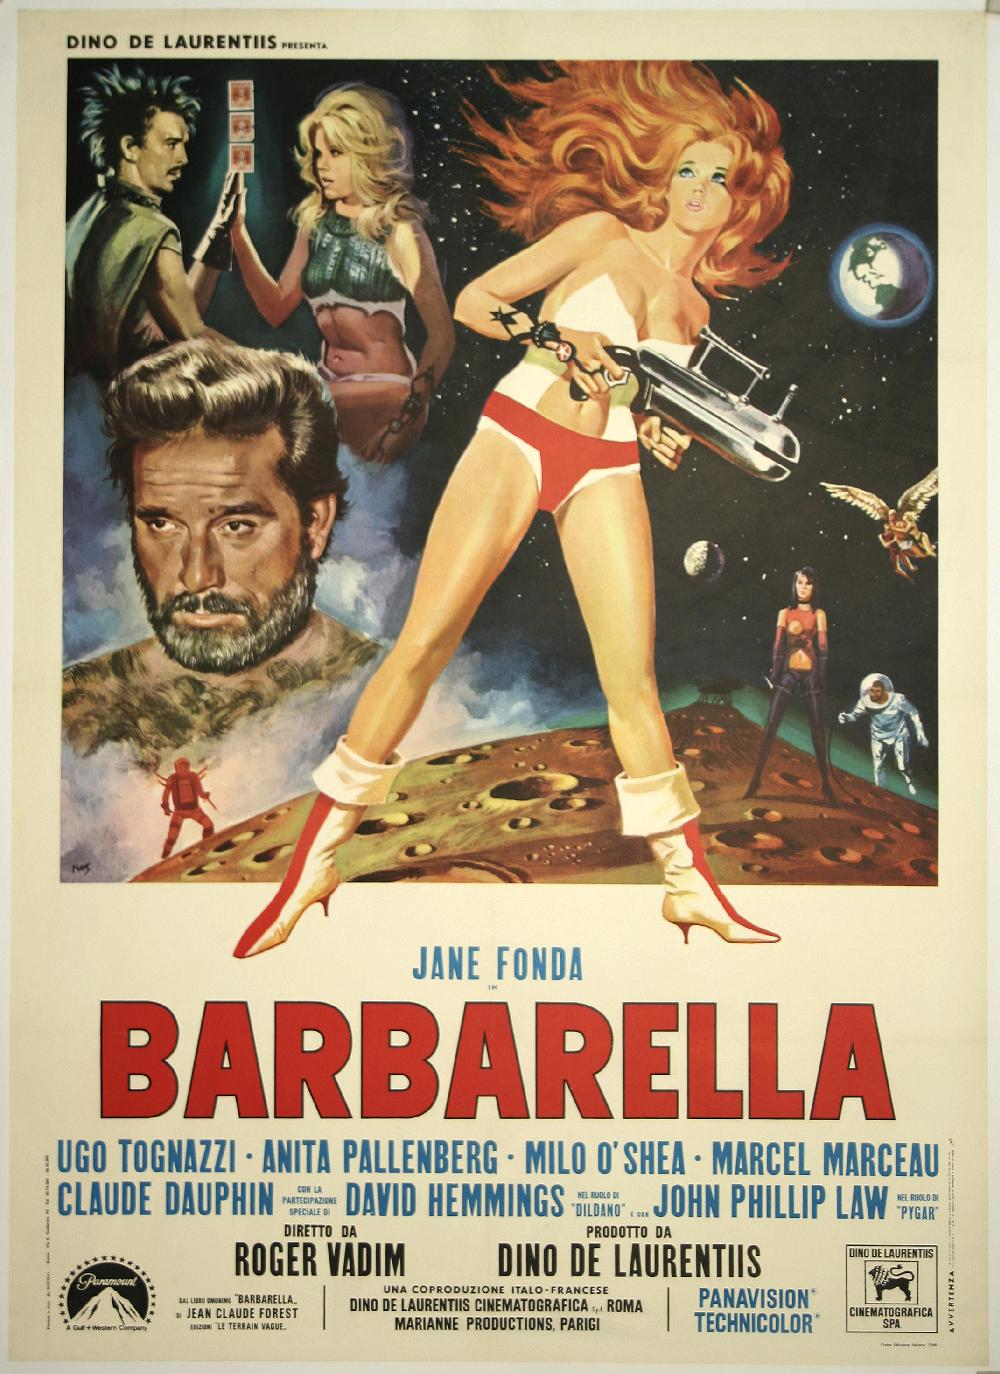 DINO DE LAURENTIIS PRESENTA
JANE FONDA
IN
BARBARELLA
UGO TOGNAZZI · ANITA PALLENBERG · MILO O'SHEA · MARCEL MARCEAU
CLAUDE DAUPHIN CON LA PARTECIPAZIONE SPECIALE DI DAVID HEMMINGS NEL RUOLO DI "DILDANO" E CON JOHN PHILLIP LAW NEL RUOLO DI "PYGAR"
DIRETTO DA
ROGER VADIM
PRODOTTO DA
DINO DE LAURENTIIS
Paramount
A Gulf+Western Company
DAL LIBRO OMONIMO "BARBARELLA"
DI JEAN CLAUDE FOREST
EDIZIONI "LE TERRAIN VAGUE"
UNA COPRODUZIONE ITALO-FRANCESE
DINO DE LAURENTIIS CINEMATOGRAFICA S.p.A. ROMA
MARIANNE PRODUCTIONS, PARIGI
PANAVISION®
TECHNICOLOR®
DINO DE LAURENTIIS
CINEMATOGRAFICA
SPA
AVVERTENZA